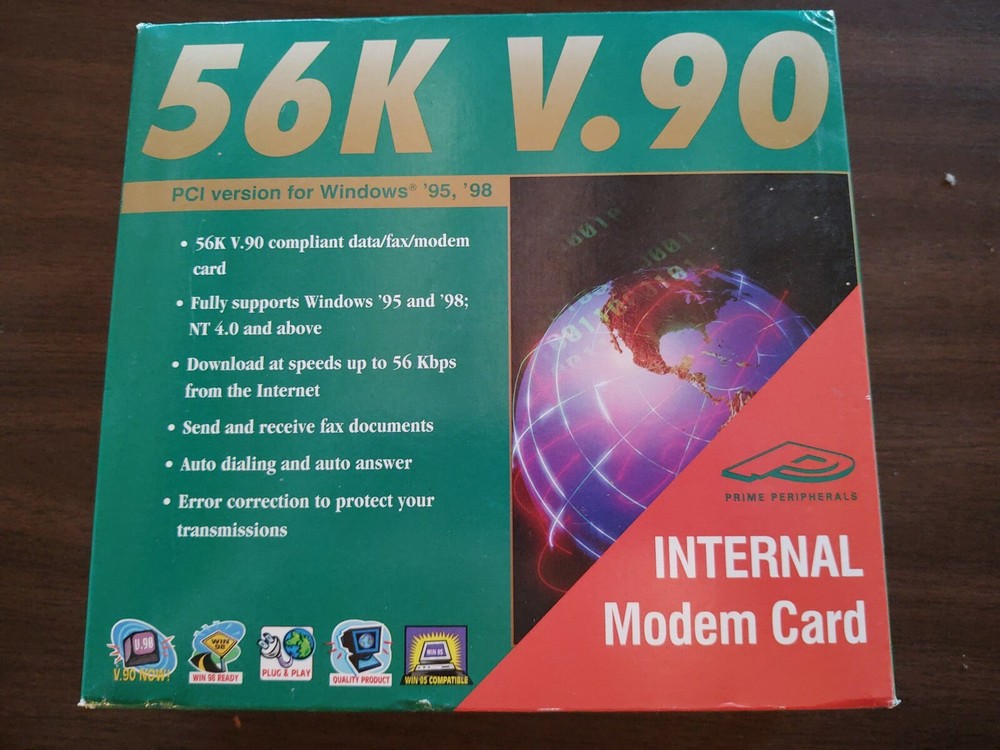 56K V.90
PCI version for Windows® '95, '98
• 56K V.90 compliant data/fax/modem
card
• Fully supports Windows '95 and '98;
NT 4.0 and above
• Download at speeds up to 56 Kbps
from the Internet
• Send and receive fax documents
• Auto dialing and auto answer
• Error correction to protect your
transmissions
PRIME PERIPHERALS
INTERNAL
Modem Card
V.90
V.90 NOW!
WIN
98
WIN 98 READY
PLUG & PLAY
QUALITY PRODUCT
WIN 95
WIN 95 COMPATIBLE